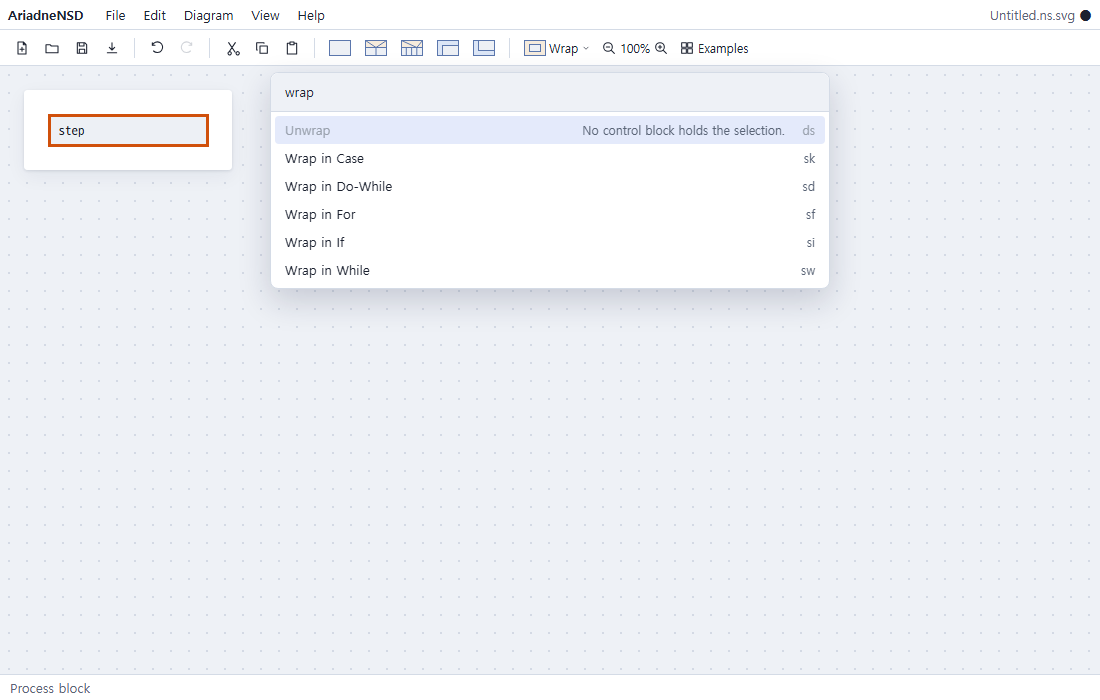 AriadneNSD File Edit Diagram View Help Untitled.ns.svg
Wrap 100% Examples
wrap
step
Unwrap No control block holds the selection. ds
Wrap in Case sk
Wrap in Do-While sd
Wrap in For sf
Wrap in If si
Wrap in While sw
Process block